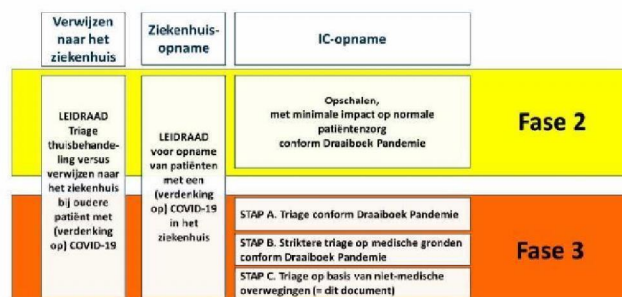 Verwijzen
naar het
ziekenhuis
Ziekenhuis-
opname
IC-opname
LEIDRAAD
Triage
thuisbehande-
ling versus
verwijzen naar
het ziekenhuis
bij oudere
patiënt met
(verdenking
op) COVID-19
LEIDRAAD
voor opname
van patiënten
met een
(verdenking
op) COVID-19
in het
ziekenhuis
Opschalen,
met minimale impact op normale
patiëntenzorg
conform Draaiboek Pandemie
Fase 2
STAP A. Triage conform Draaiboek Pandemie
STAP B. Striktere triage op medische gronden
conform Draaiboek Pandemie
STAP C. Triage op basis van niet-medische
overwegingen (= dit document)
Fase 3